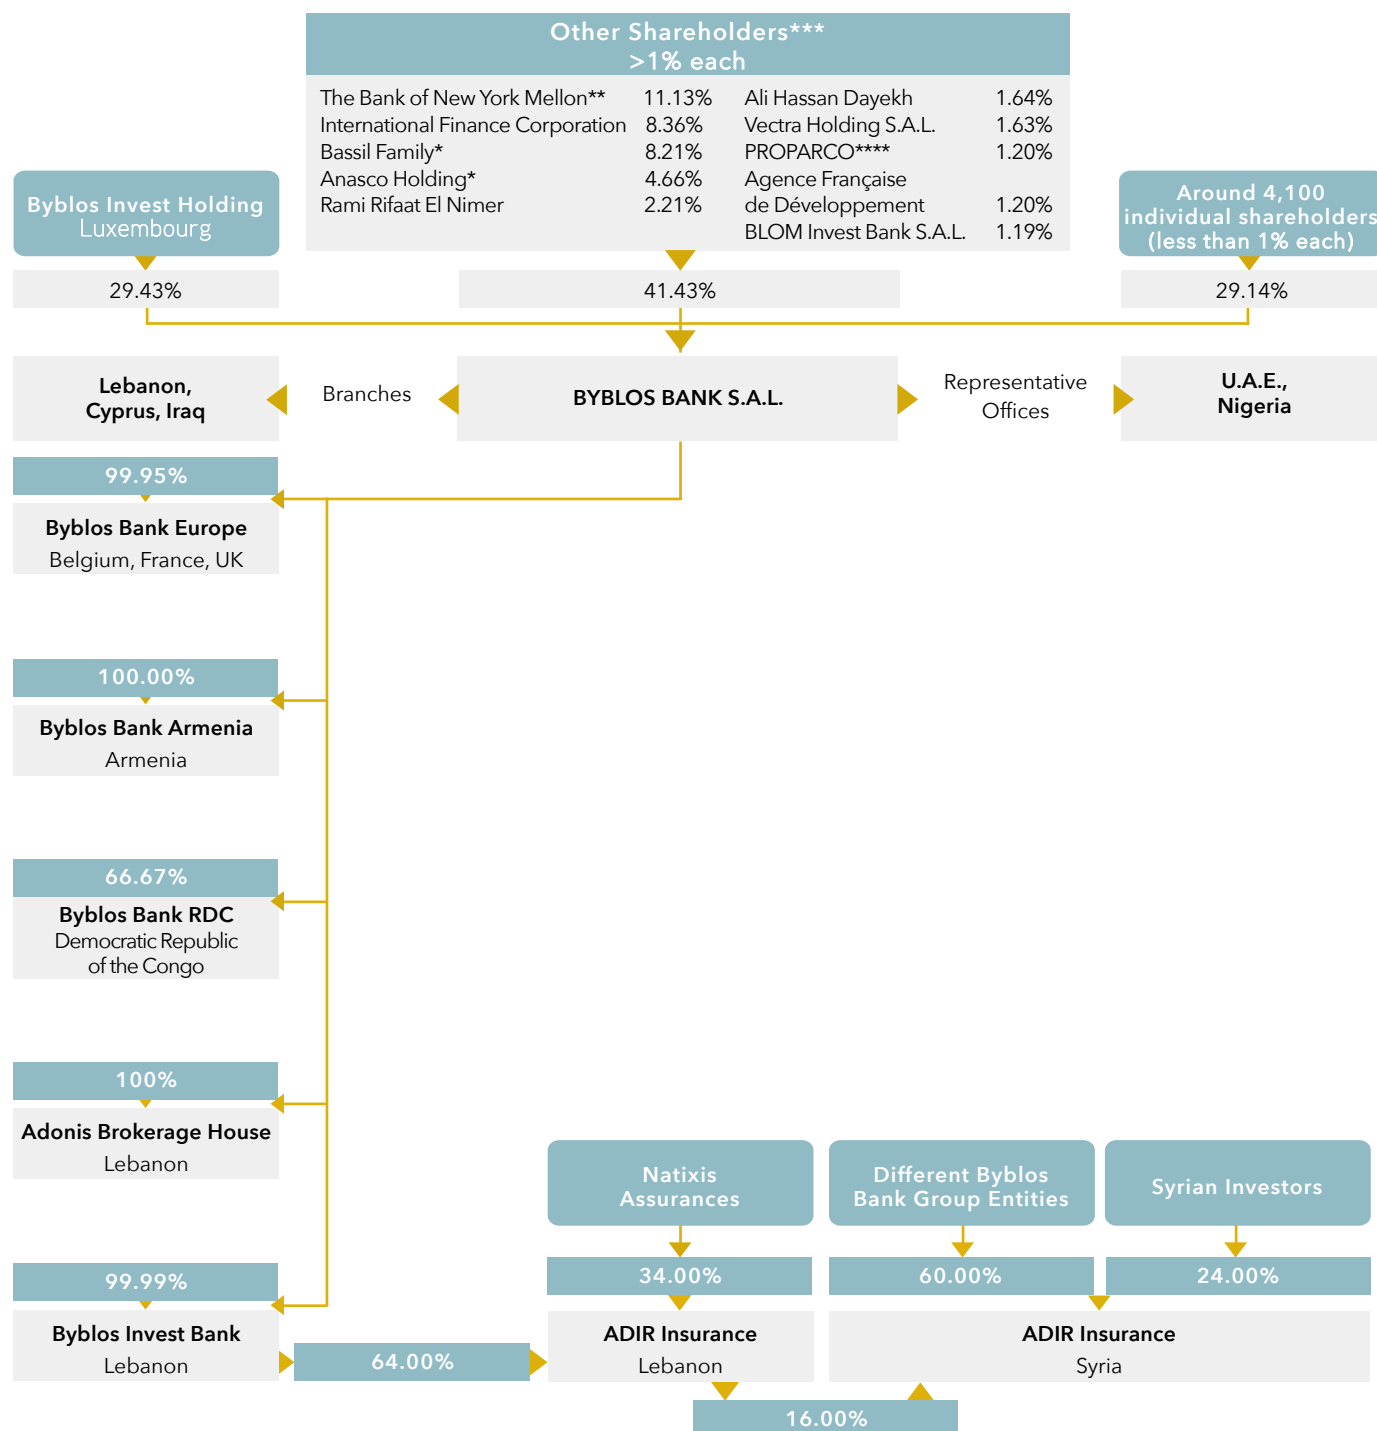 Other Shareholders***
>1% each
The Bank of New York Mellon** 11.13%
International Finance Corporation 8.36%
Bassil Family* 8.21%
Anasco Holding* 4.66%
Rami Rifaat El Nimer 2.21%
Ali Hassan Dayekh 1.64%
Vectra Holding S.A.L. 1.63%
PROPARCO**** 1.20%
Agence Française
de Développement 1.20%
BLOM Invest Bank S.A.L. 1.19%
Byblos Invest Holding
Luxembourg
Around 4,100
individual shareholders
(less than 1% each)
29.43%
41.43%
29.14%
Lebanon,
Cyprus, Iraq
Branches
BYBLOS BANK S.A.L.
Representative
Offices
U.A.E.,
Nigeria
99.95%
Byblos Bank Europe
Belgium, France, UK
100.00%
Byblos Bank Armenia
Armenia
66.67%
Byblos Bank RDC
Democratic Republic
of the Congo
100%
Adonis Brokerage House
Lebanon
99.99%
Byblos Invest Bank
Lebanon
64.00%
Natixis
Assurances
34.00%
ADIR Insurance
Lebanon
Different Byblos
Bank Group Entities
60.00%
Syrian Investors
24.00%
ADIR Insurance
Syria
16.00%